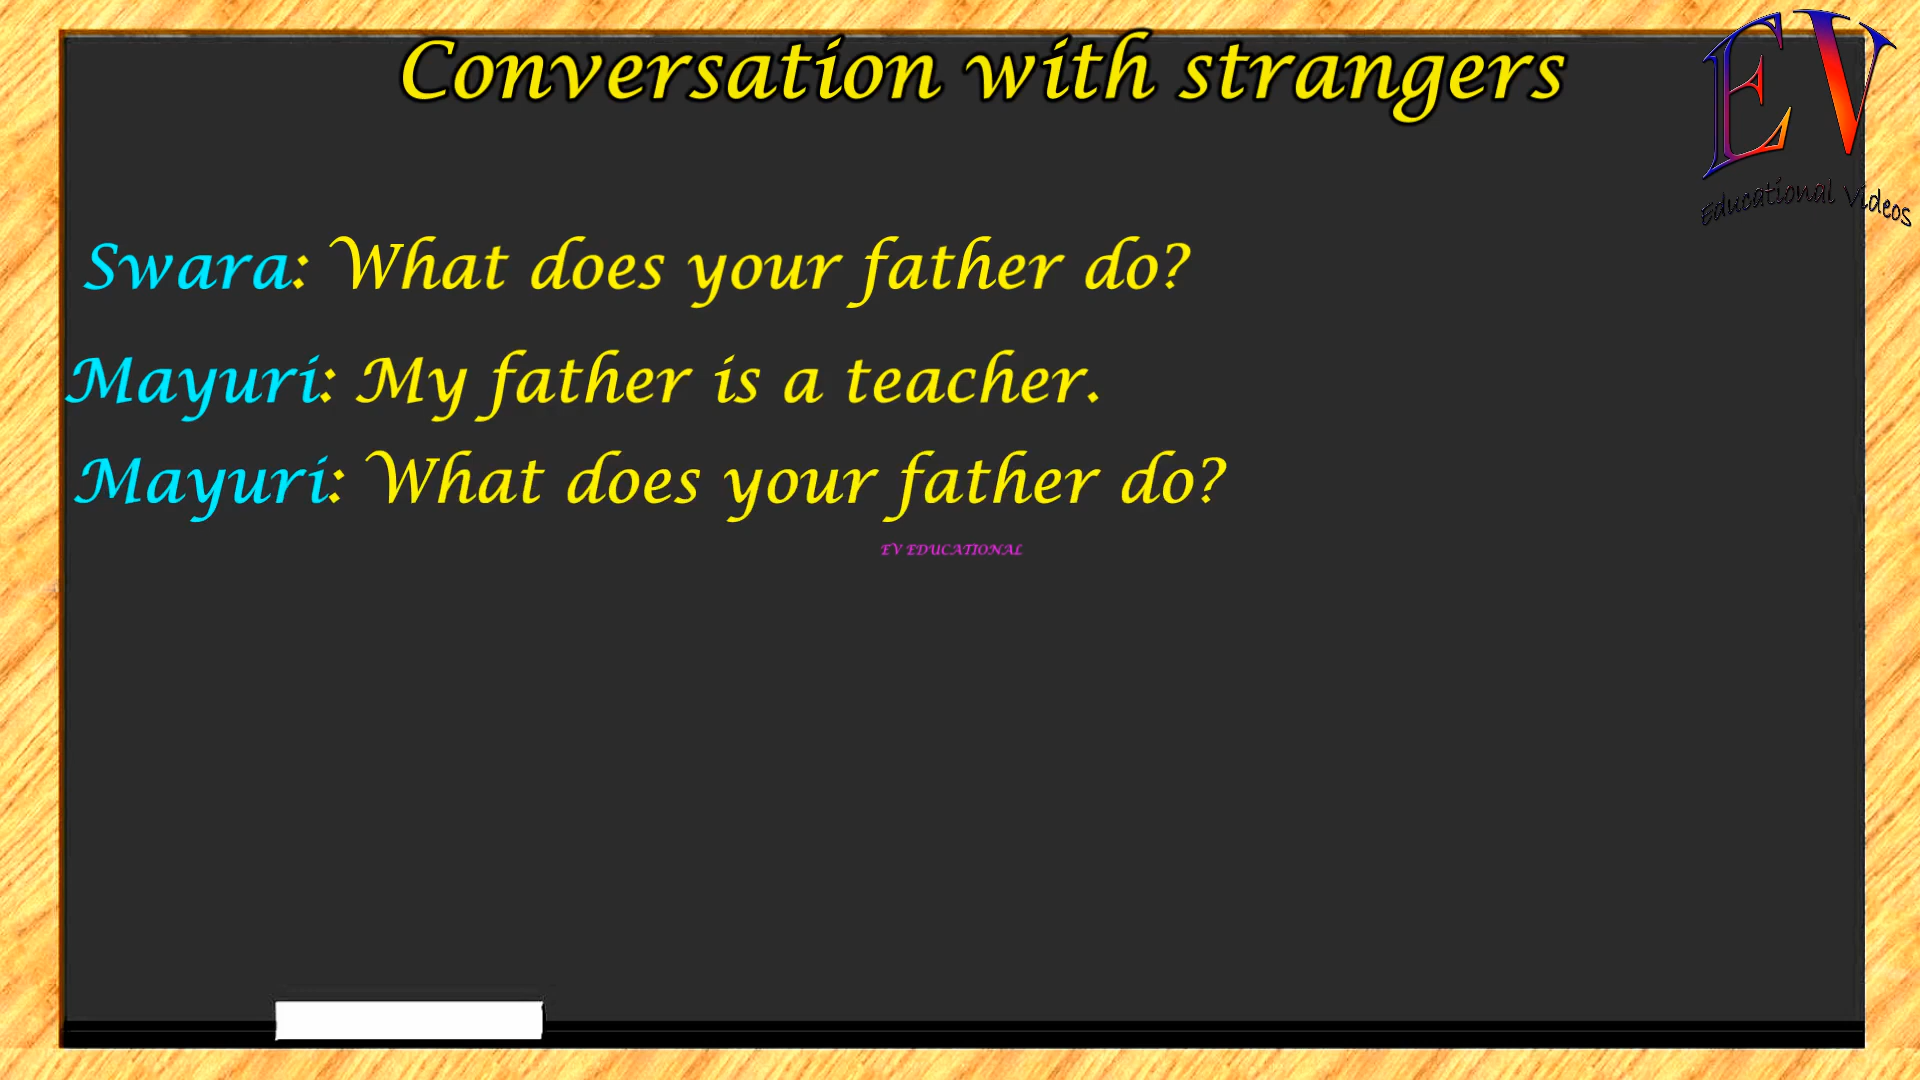 Conversation with strangers
EV
Educational Videos
Swara: What does your father do?
Mayuri: My father is a teacher.
Mayuri: What does your father do?
EV EDUCATIONAL